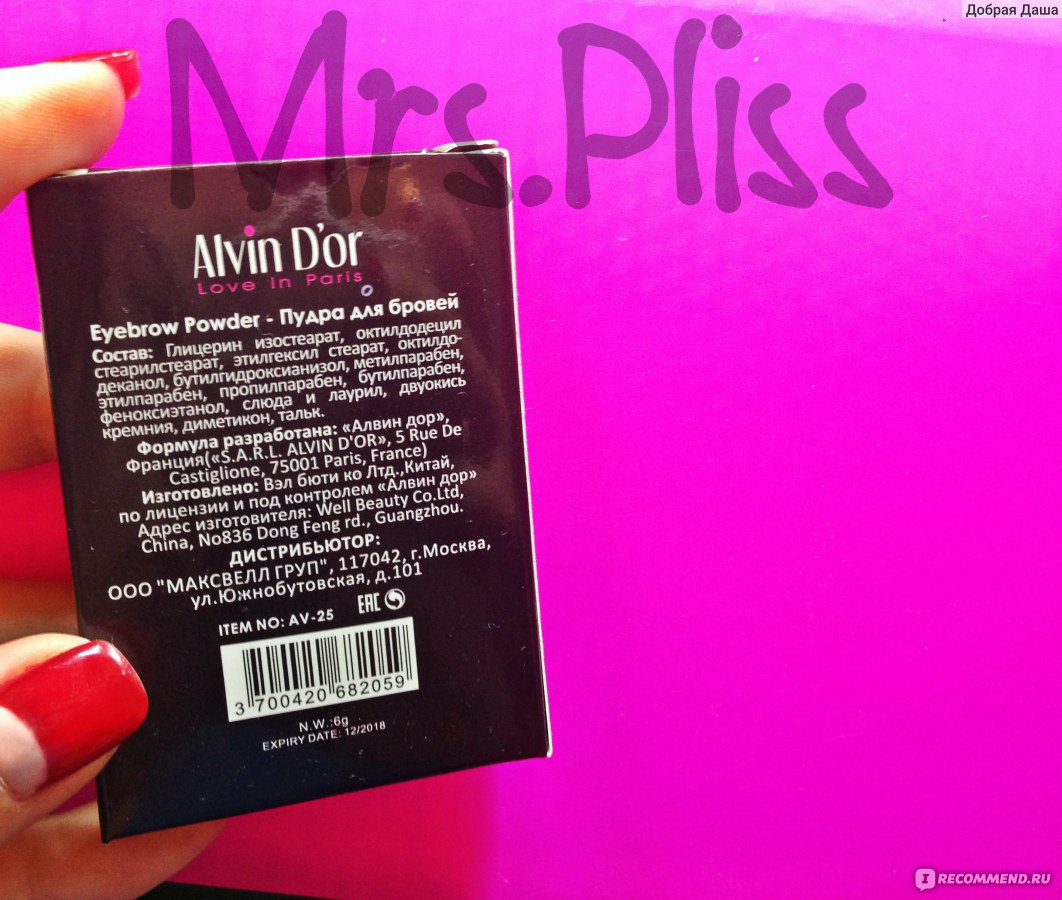 Добрая Даша
Mrs.Pliss
Alvin D'or
Love in Paris
Eyebrow Powder - Пудра для бровей
Состав: Глицерин изостеарат, октилдодецил
стеарилстеарат, этилгексил стеарат, октилдо-
деканол, бутилгидроксианизол, метилпарабен,
этилпарабен, пропилпарабен, бутилпарабен,
феноксиэтанол, слюда и лаурил, двуокись
кремния, диметикон, тальк.
Формула разработана: «Алвин дор»,
Франция(«S.A.R.L. ALVIN D'OR», 5 Rue De
Castiglione, 75001 Paris, France)
Изготовлено: Вэл бюти ко Лтд.,Китай,
по лицензии и под контролем «Алвин дор»
Адрес изготовителя: Well Beauty Co.Ltd,
China, No836 Dong Feng rd., Guangzhou.
ДИСТРИБЬЮТОР:
ООО "МАКСВЕЛЛ ГРУП", 117042, г.Москва,
ул.Южнобутовская, д.101
ITEM NO: AV-25 EAC
3 700420 682059
N.W.:6g
EXPIRY DATE: 12/2018
I RECOMMEND.RU